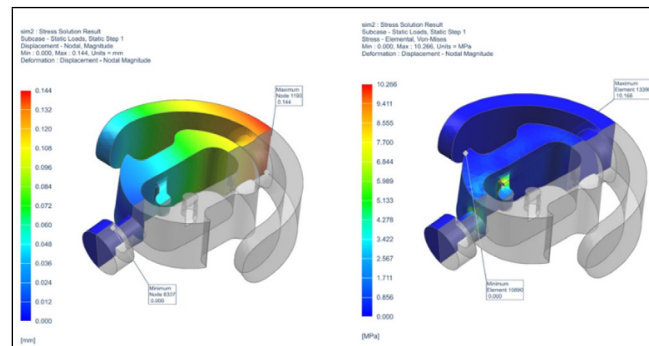 sim2 : Stress Solution Result
Subcase - Static Loads, Static Step 1
Displacement - Nodal, Magnitude
Min : 0.000, Max : 0.144, Units = mm
Deformation : Displacement - Nodal Magnitude
0.144
0.132
0.120
0.108
0.096
0.084
0.072
0.060
0.048
0.036
0.024
0.012
0.000
[mm]
Maximum
Node 1180
0.144
Minimum
Node 8337
0.000
sim2 : Stress Solution Result
Subcase - Static Loads, Static Step 1
Stress - Elemental, Von-Mises
Min : 0.000, Max : 10.266, Units = MPa
Deformation : Displacement - Nodal Magnitude
10.266
9.411
8.555
7.700
6.844
5.989
5.133
4.278
3.422
2.567
1.711
0.856
0.000
[MPa]
Maximum
Minimum
0.000